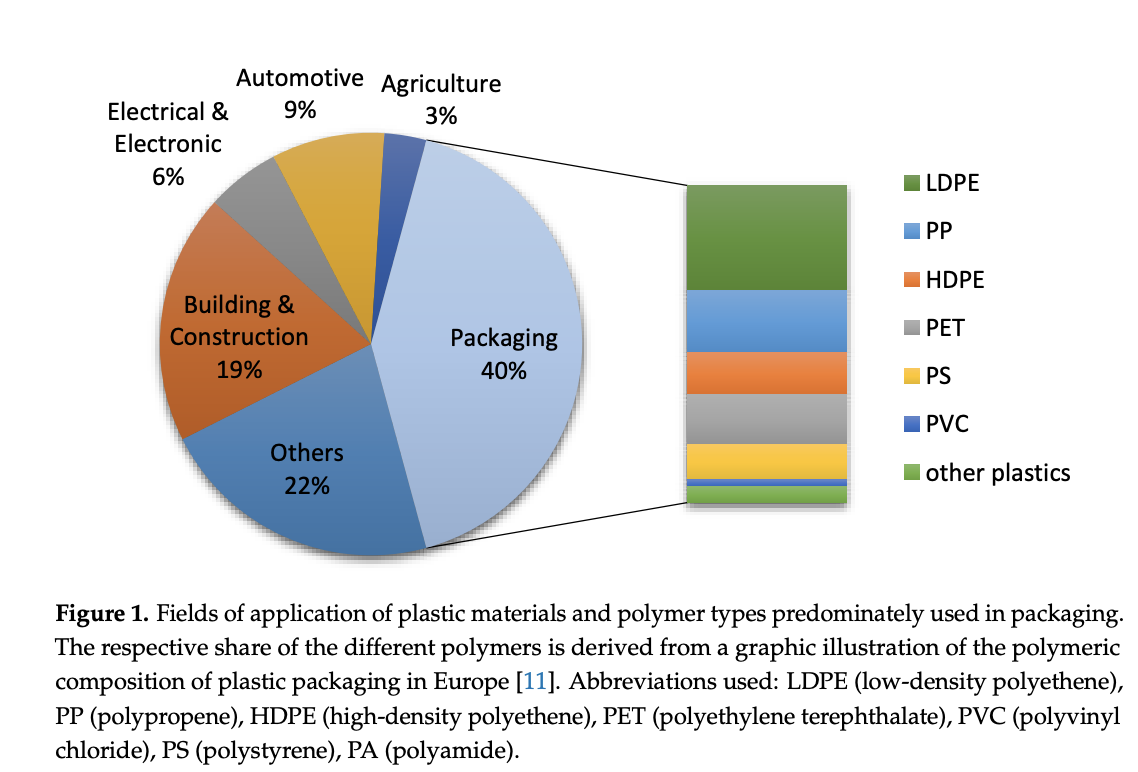 Automotive
9%
Agriculture
3%
Electrical &
Electronic
6%
Building &
Construction
19%
Packaging
40%
Others
22%
LDPE
PP
HDPE
PET
PS
PVC
other plastics
Figure 1. Fields of application of plastic materials and polymer types predominately used in packaging.
The respective share of the different polymers is derived from a graphic illustration of the polymeric
composition of plastic packaging in Europe [11]. Abbreviations used: LDPE (low-density polyethene),
PP (polypropene), HDPE (high-density polyethene), PET (polyethylene terephthalate), PVC (polyvinyl
chloride), PS (polystyrene), PA (polyamide).